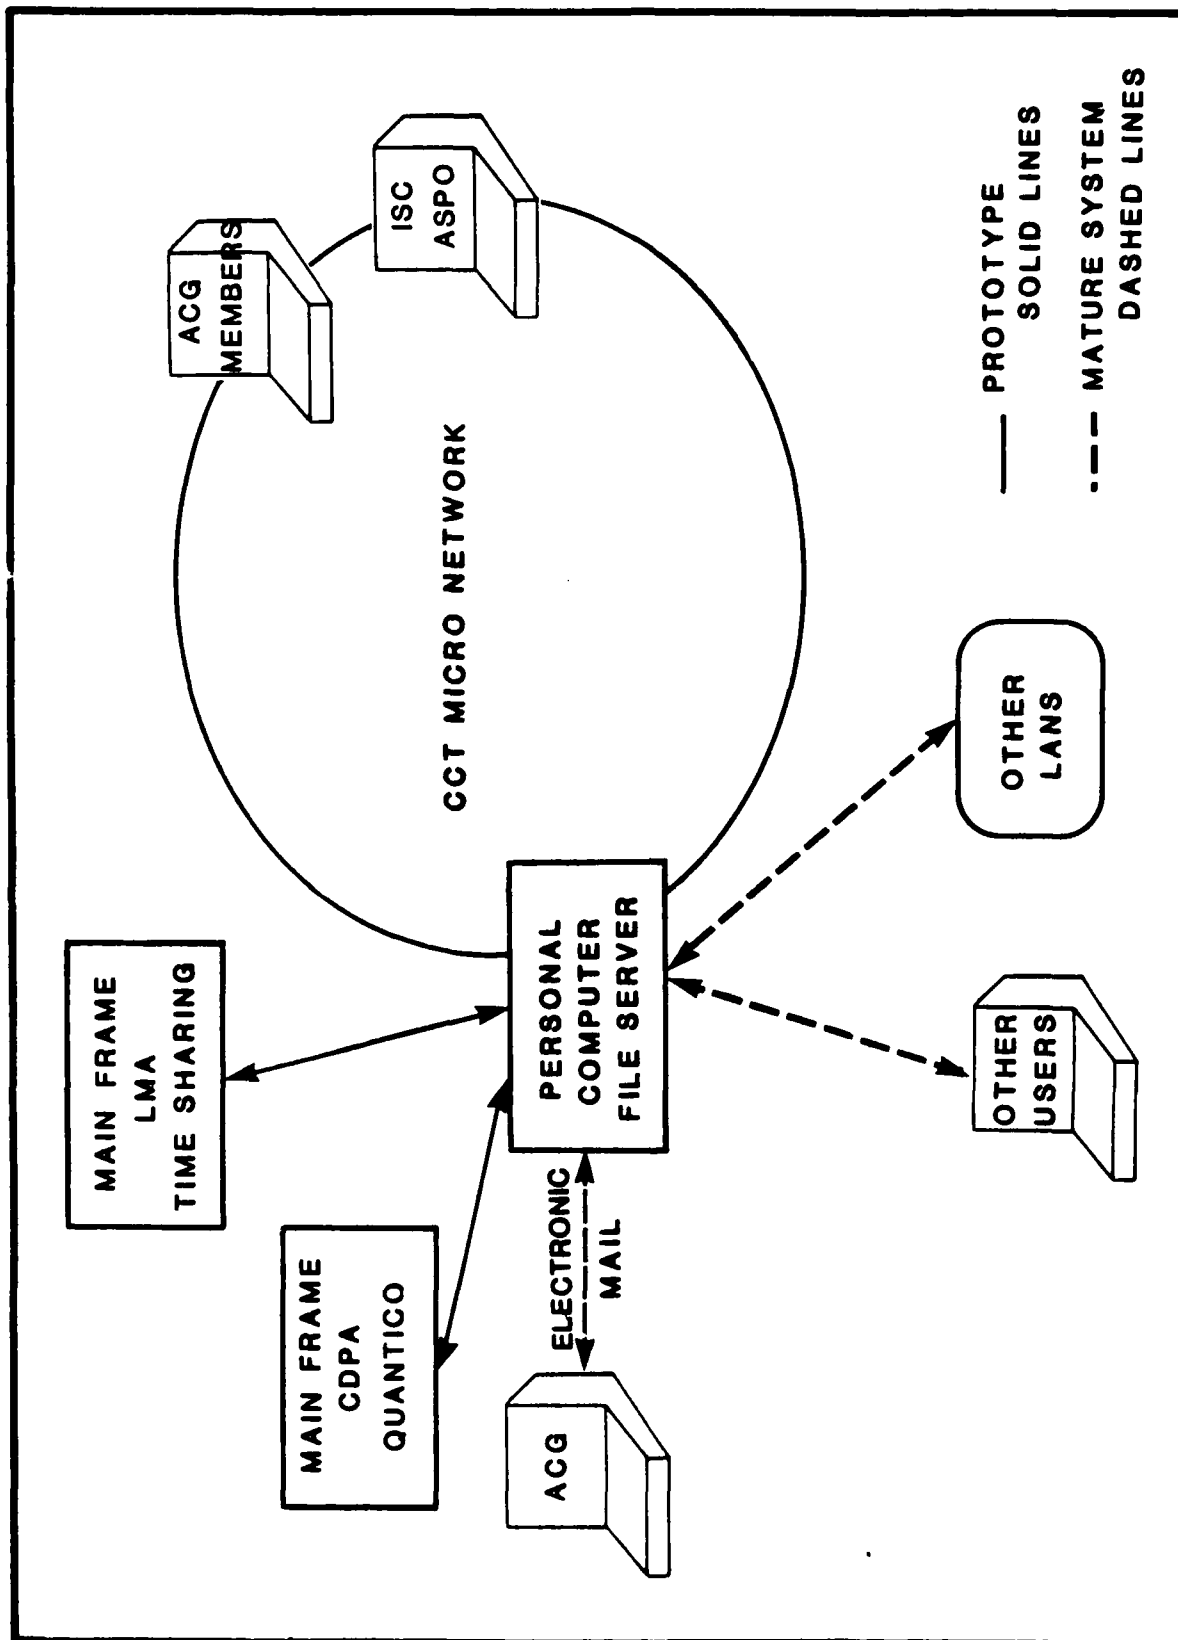 MAIN FRAME
LMA
TIME SHARING
MAIN FRAME
CDPA
QUANTICO
ACG
MEMBERS
ISC
ASPO
CCT MICRO NETWORK
PERSONAL
COMPUTER
FILE SERVER
ELECTRONIC
MAIL
ACG
OTHER
USERS
OTHER
LANS
PROTOTYPE
SOLID LINES
MATURE SYSTEM
DASHED LINES